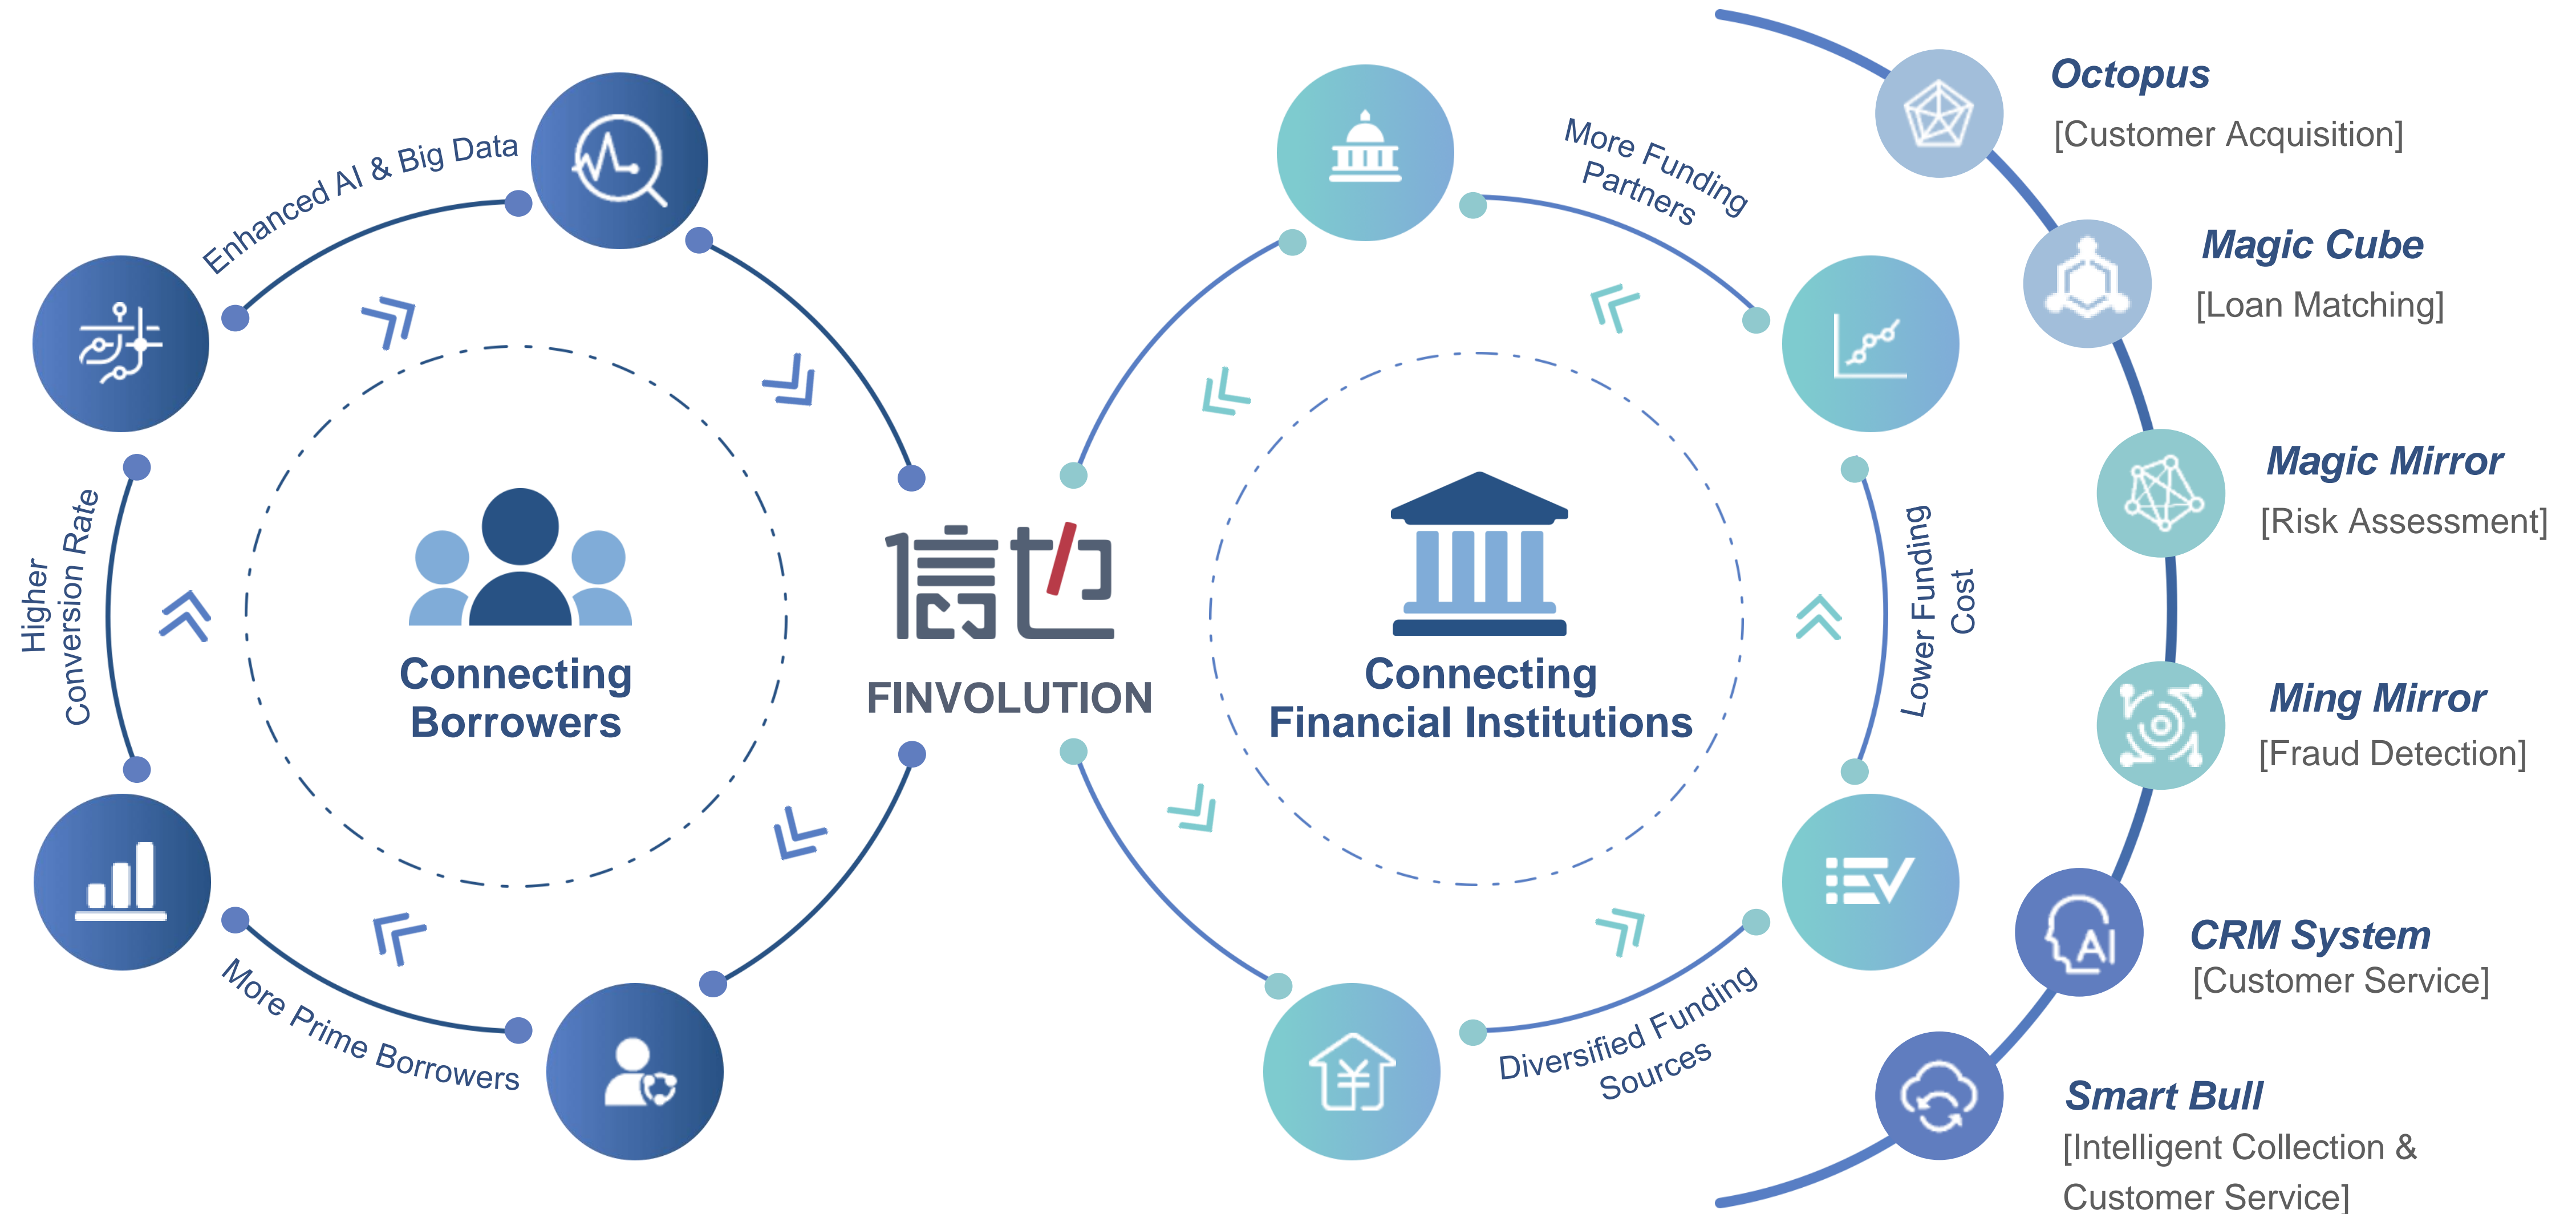 Enhanced AI & Big Data
Higher
Conversion Rate
More Prime Borrowers
Connecting
Borrowers
信也
FINVOLUTION
More Funding
Partners
Lower Funding
Cost
Diversified Funding
Sources
Connecting
Financial Institutions
¥
Octopus
[Customer Acquisition]
Magic Cube
[Loan Matching]
Magic Mirror
[Risk Assessment]
Ming Mirror
[Fraud Detection]
AI
CRM System
[Customer Service]
Smart Bull
[Intelligent Collection &
Customer Service]